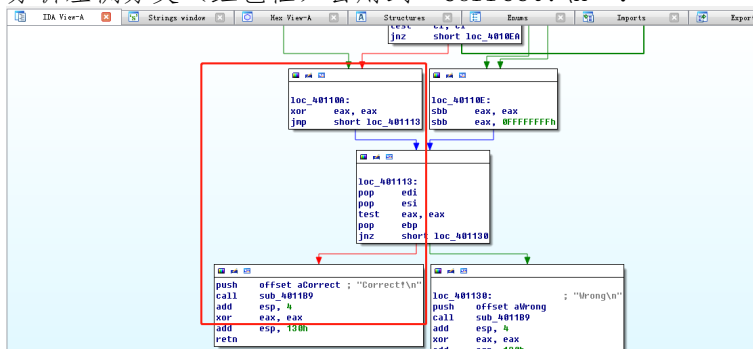 IDA View-A Strings window Hex View-A Structures Enums Imports Export
jnz short loc_4010EA
loc_40110A:
xor eax, eax
jmp short loc_401113
loc_40110E:
sbb eax, eax
sbb eax, 0FFFFFFFFh
loc_401113:
pop edi
pop esi
test eax, eax
pop ebp
jnz short loc_401130
push offset aCorrect ; "Correct!\n"
call sub_4011B9
add esp, 4
xor eax, eax
add esp, 130h
retn
loc_401130: ; "Wrong\n"
push offset aWrong
call sub_4011B9
add esp, 4
xor eax, eax